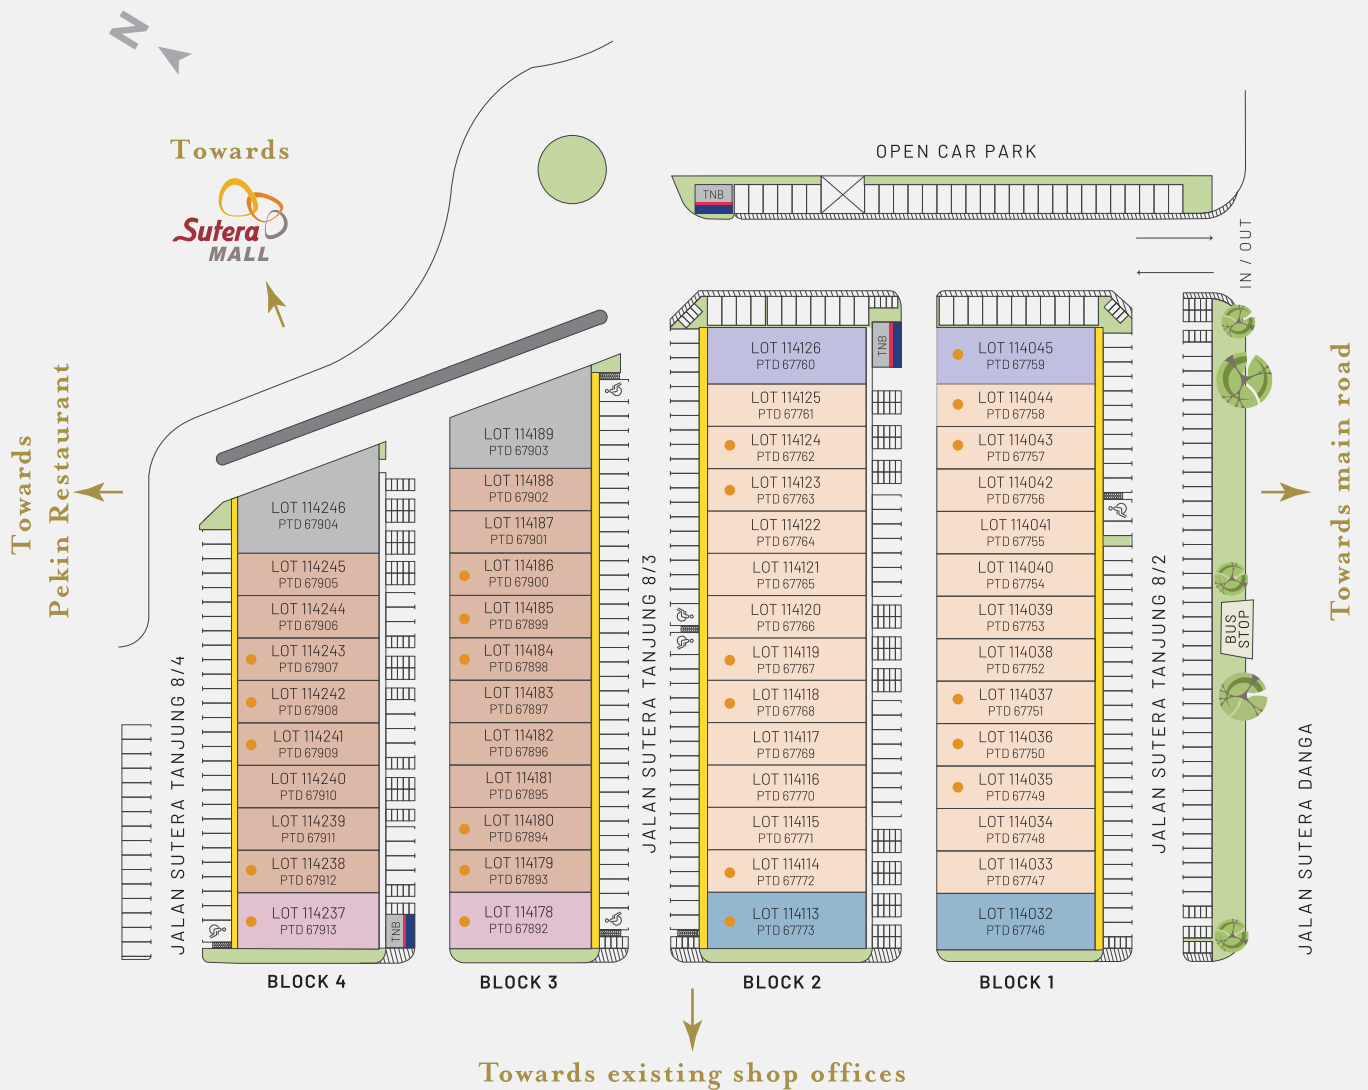 N
Towards
Sutera
MALL
OPEN CAR PARK
TNB
IN / OUT
Towards
Pekin Restaurant
Towards main road
LOT 114246
PTD 67904
LOT 114245
PTD 67905
LOT 114244
PTD 67906
LOT 114243
PTD 67907
LOT 114242
PTD 67908
LOT 114241
PTD 67909
LOT 114240
PTD 67910
LOT 114239
PTD 67911
LOT 114238
PTD 67912
LOT 114237
PTD 67913
TNB
JALAN SUTERA TANJUNG 8/4
BLOCK 4
LOT 114189
PTD 67903
LOT 114188
PTD 67902
LOT 114187
PTD 67901
LOT 114186
PTD 67900
LOT 114185
PTD 67899
LOT 114184
PTD 67898
LOT 114183
PTD 67897
LOT 114182
PTD 67896
LOT 114181
PTD 67895
LOT 114180
PTD 67894
LOT 114179
PTD 67893
LOT 114178
PTD 67892
BLOCK 3
JALAN SUTERA TANJUNG 8/3
LOT 114126
PTD 67760
LOT 114125
PTD 67761
LOT 114124
PTD 67762
LOT 114123
PTD 67763
LOT 114122
PTD 67764
LOT 114121
PTD 67765
LOT 114120
PTD 67766
LOT 114119
PTD 67767
LOT 114118
PTD 67768
LOT 114117
PTD 67769
LOT 114116
PTD 67770
LOT 114115
PTD 67771
LOT 114114
PTD 67772
LOT 114113
PTD 67773
TNB
BLOCK 2
LOT 114045
PTD 67759
LOT 114044
PTD 67758
LOT 114043
PTD 67757
LOT 114042
PTD 67756
LOT 114041
PTD 67755
LOT 114040
PTD 67754
LOT 114039
PTD 67753
LOT 114038
PTD 67752
LOT 114037
PTD 67751
LOT 114036
PTD 67750
LOT 114035
PTD 67749
LOT 114034
PTD 67748
LOT 114033
PTD 67747
LOT 114032
PTD 67746
BLOCK 1
JALAN SUTERA TANJUNG 8/2
BUS
STOP
JALAN SUTERA DANGA
Towards existing shop offices